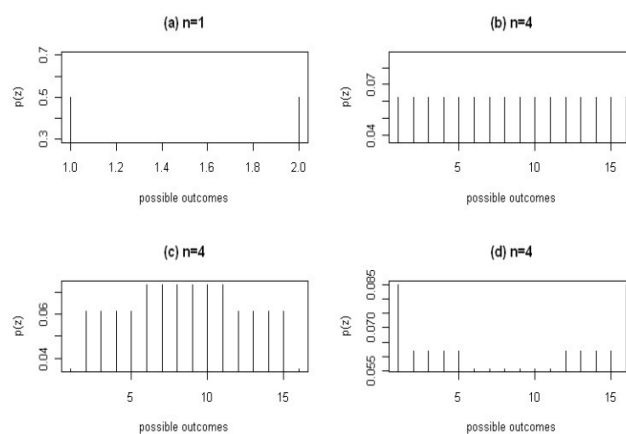 (a) n=1
p(z)
0.7
0.5
0.3
1.0 1.2 1.4 1.6 1.8 2.0
possible outcomes
(b) n=4
p(z)
0.07
0.04
5 10 15
possible outcomes
(c) n=4
p(z)
0.06
0.04
5 10 15
possible outcomes
(d) n=4
p(z)
0.085
0.070
0.055
5 10 15
possible outcomes